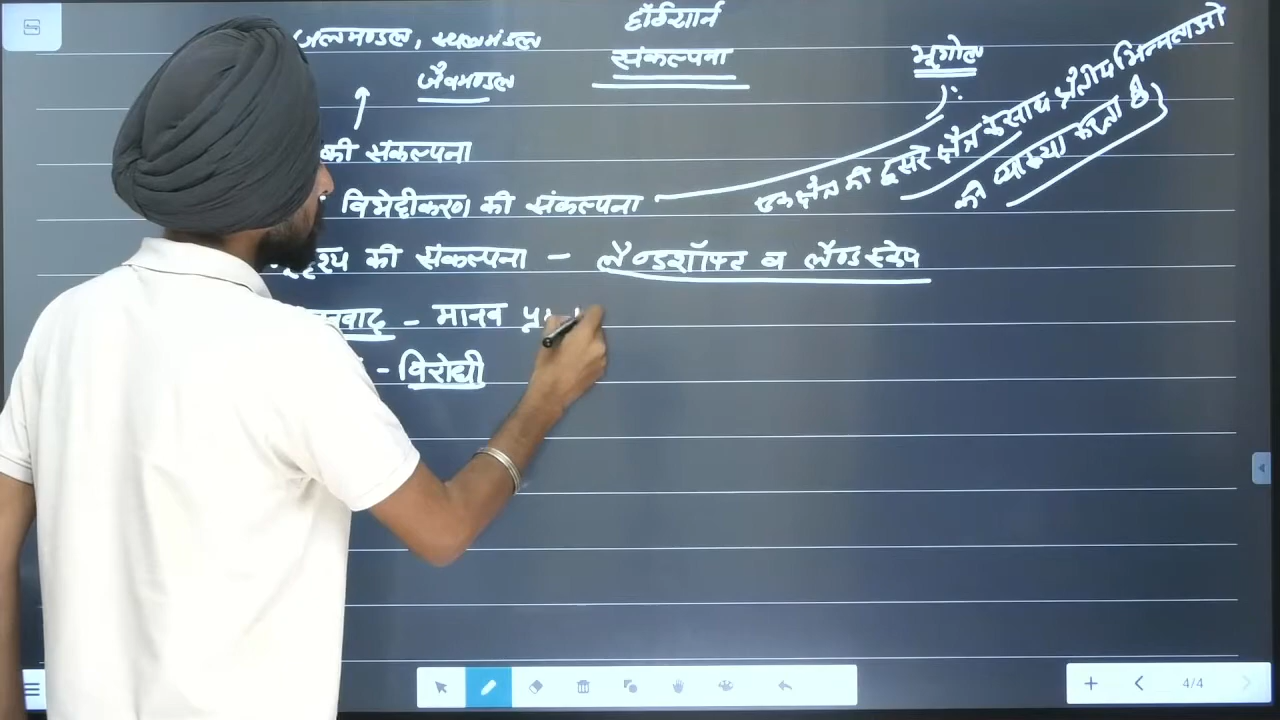 जलमण्डल, स्थलमंडल
जैवमण्डल
हॉर्टशार्न
संकल्पना
भूगोल
की संकल्पना
विभेदीकरण की संकल्पना
एक क्षेत्र की दूसरे क्षेत्र के साथ क्षेत्रीय भिन्नताओ
की व्याख्या करता है
की संकल्पना - लैण्डशॉफ्ट व लैण्डस्केप
- मानव
- विरोधी
4/4